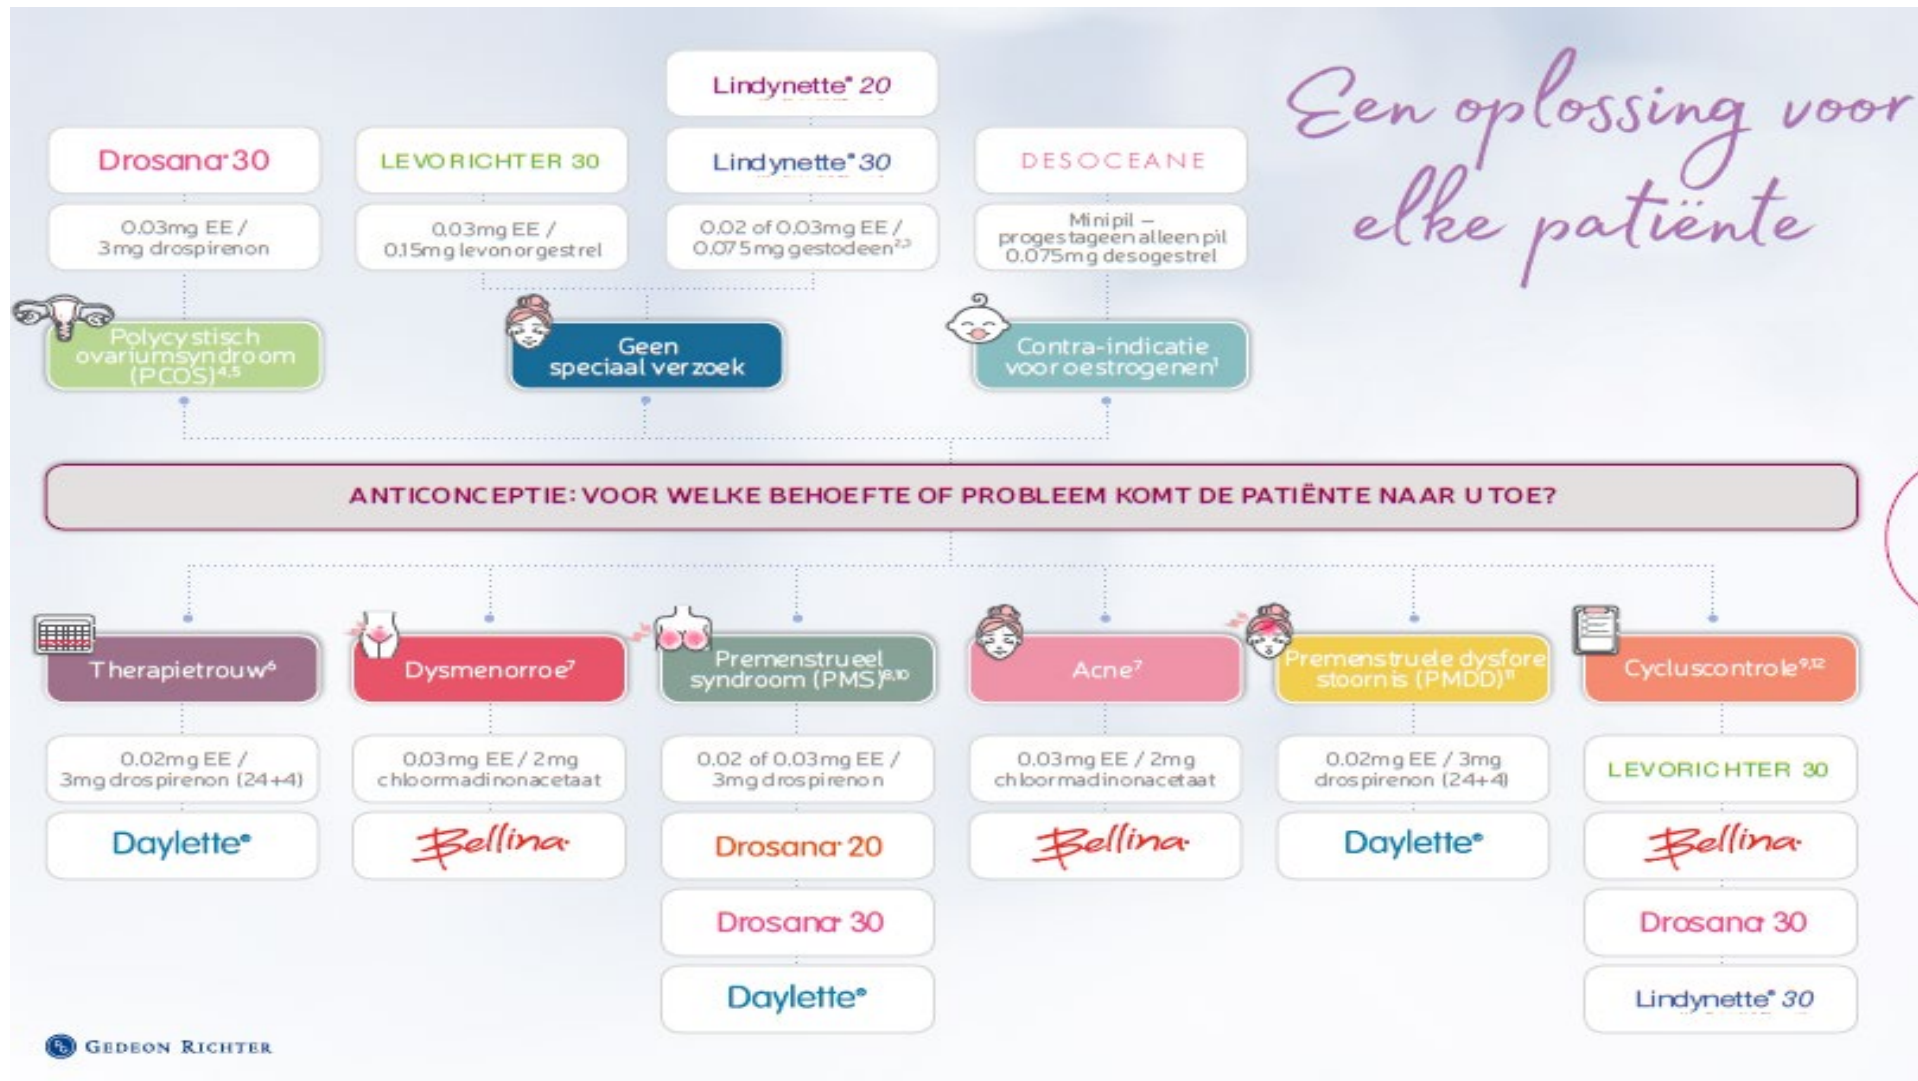 Een oplossing voor
elke patiënte
Lindynette® 20
Drosana® 30
LEVORICHTER 30
Lindynette® 30
DESOCEANE
0.03mg EE /
3mg drospirenon
0.03mg EE /
0.15mg levonorgestrel
0.02 of 0.03mg EE /
0.075mg gestodeen²,³
Minipil –
progestageen alleen pil
0.075mg desogestrel
Polycystisch
ovariumsyndroom
(PCOS)⁴,⁵
Geen
speciaal verzoek
Contra-indicatie
voor oestrogenen¹
ANTICONCEPTIE: VOOR WELKE BEHOEFTE OF PROBLEEM KOMT DE PATIËNTE NAAR U TOE?
Therapietrouw⁶
Dysmenorroe⁷
Premenstrueel
syndroom (PMS)⁸,¹⁰
Acne⁷
Premenstruele dysfore
stoornis (PMDD)¹¹
Cycluscontrole⁹,¹²
0.02mg EE /
3mg drospirenon (24+4)
Daylette®
0.03mg EE / 2mg
chloormadinonacetaat
Bellina®
0.02 of 0.03mg EE /
3mg drospirenon
Drosana® 20
Drosana® 30
Daylette®
0.03mg EE / 2mg
chloormadinonacetaat
Bellina®
0.02mg EE / 3mg
drospirenon (24+4)
Daylette®
LEVORICHTER 30
Bellina®
Drosana® 30
Lindynette® 30
GEDEON RICHTER